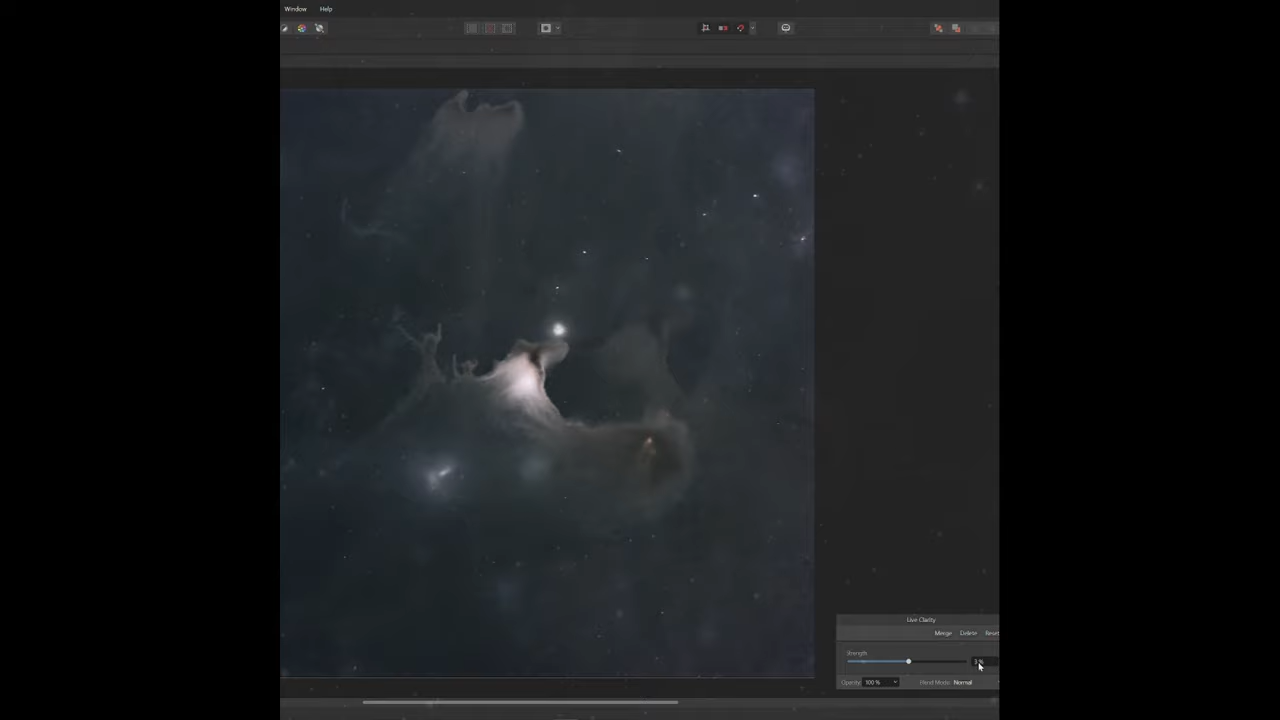 Window Help
Live Clarity
Merge Delete Reset
Strength
Opacity: 100 % Blend Mode: Normal